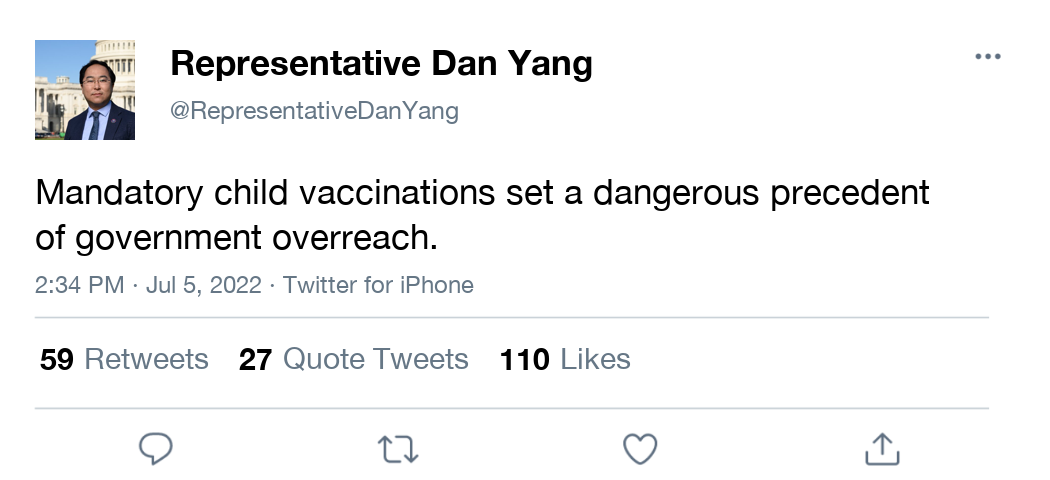 Representative Dan Yang
@RepresentativeDanYang
Mandatory child vaccinations set a dangerous precedent
of government overreach.
2:34 PM · Jul 5, 2022 · Twitter for iPhone
59 Retweets 27 Quote Tweets 110 Likes